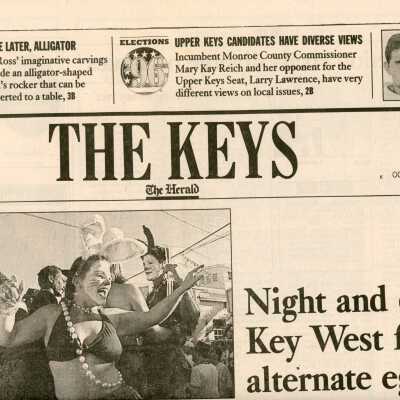 E LATER, ALLIGATOR
Ross' imaginative carvings
de an alligator-shaped
's rocker that can be
erted to a table, 3B
ELECTIONS
96
UPPER KEYS CANDIDATES HAVE DIVERSE VIEWS
Incumbent Monroe County Commissioner
Mary Kay Reich and her opponent for the
Upper Keys Seat, Larry Lawrence, have very
different views on local issues, 2B
THE KEYS
The Herald
K OC
Night and
Key West f
alternate eg